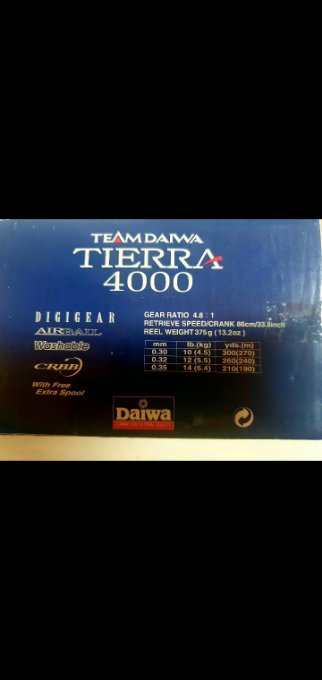 TEAM DAIWA
TIERRA
4000
DIGIGEAR
AIRBAIL
Washable
CRBB
With Free
Extra Spool
GEAR RATIO 4.8 : 1
RETRIEVE SPEED/CRANK 86cm/33.8inch
REEL WEIGHT 375g (13.2oz)
mm lb.(kg) yds.(m)
0.30 10 (4.5) 300(270)
0.32 12 (5.5) 260(240)
0.35 14 (6.4) 210(190)
Daiwa